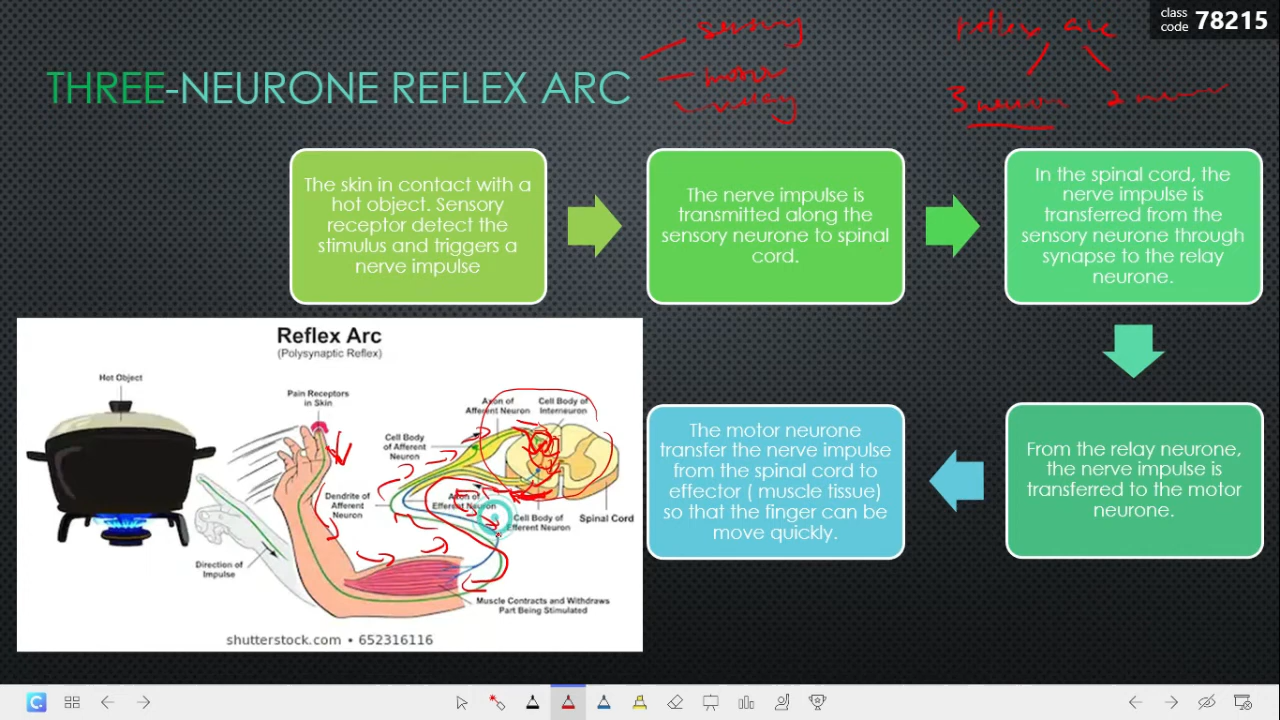 class
code 78215
sensory
motor
relay
reflex arc
3 neuron
2 neuron
THREE-NEURONE REFLEX ARC
The skin in contact with a
hot object. Sensory
receptor detect the
stimulus and triggers a
nerve impulse
The nerve impulse is
transmitted along the
sensory neurone to spinal
cord.
In the spinal cord, the
nerve impulse is
transferred from the
sensory neurone through
synapse to the relay
neurone.
From the relay neurone,
the nerve impulse is
transferred to the motor
neurone.
The motor neurone
transfer the nerve impulse
from the spinal cord to
effector ( muscle tissue)
so that the finger can be
move quickly.
Reflex Arc
(Polysynaptic Reflex)
Hot Object
Pain Receptors
in Skin
Axon of
Afferent Neuron
Cell Body of
Interneuron
Cell Body
of Afferent
Neuron
Dendrite of
Afferent
Neuron
Axon of
Efferent Neuron
Cell Body of
Efferent Neuron
Spinal Cord
Direction of
Impulse
Muscle Contracts and Withdraws
Part Being Stimulated
shutterstock.com • 652316116